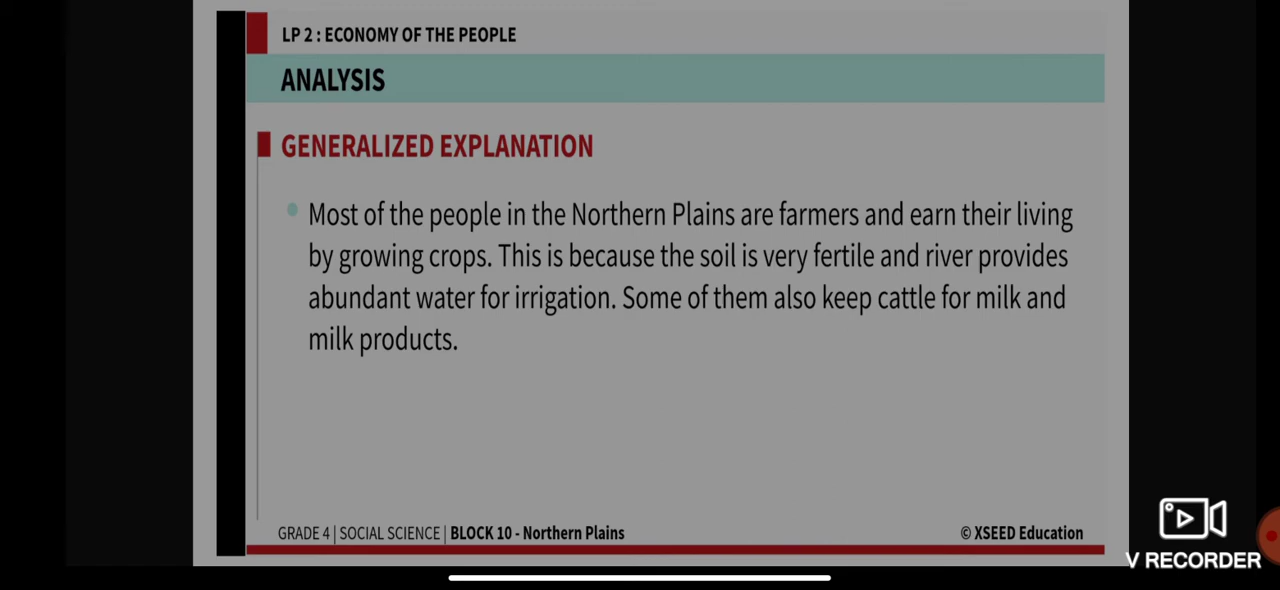 LP 2 : ECONOMY OF THE PEOPLE
ANALYSIS
GENERALIZED EXPLANATION
Most of the people in the Northern Plains are farmers and earn their living
by growing crops. This is because the soil is very fertile and river provides
abundant water for irrigation. Some of them also keep cattle for milk and
milk products.
GRADE 4 | SOCIAL SCIENCE | BLOCK 10 - Northern Plains
© XSEED Education
V RECORDER